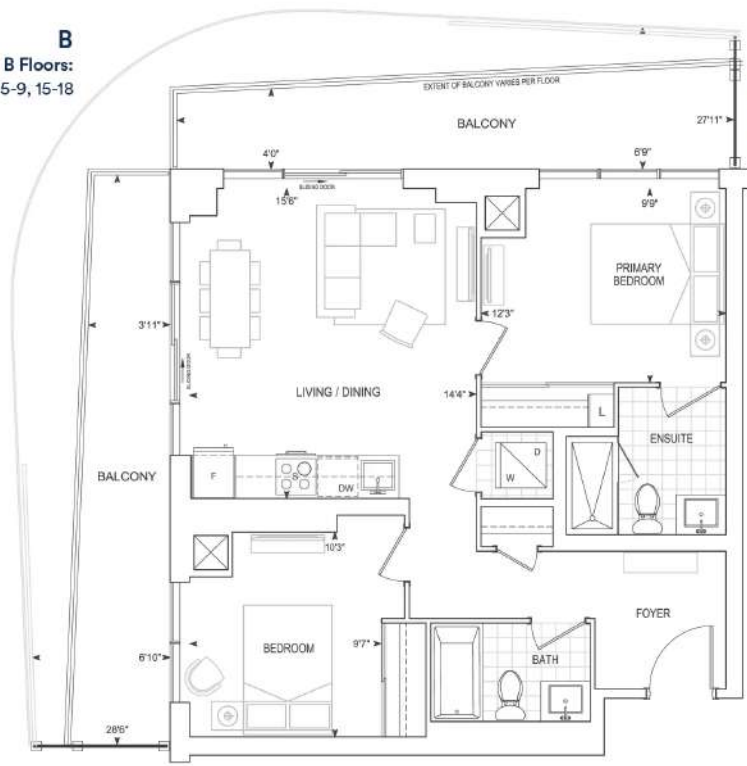 B
B Floors:
5-9, 15-18
EXTENT OF BALCONY VARIES PER FLOOR
BALCONY
27'11"
4'0"
6'9"
SLIDING DOOR
15'6"
9'9"
PRIMARY
BEDROOM
12'3"
3'11"
SLIDING DOOR
LIVING / DINING
14'4"
L
ENSUITE
BALCONY
F
S
DW
D
W
10'3"
FOYER
BEDROOM
9'7"
BATH
6'10"
28'6"